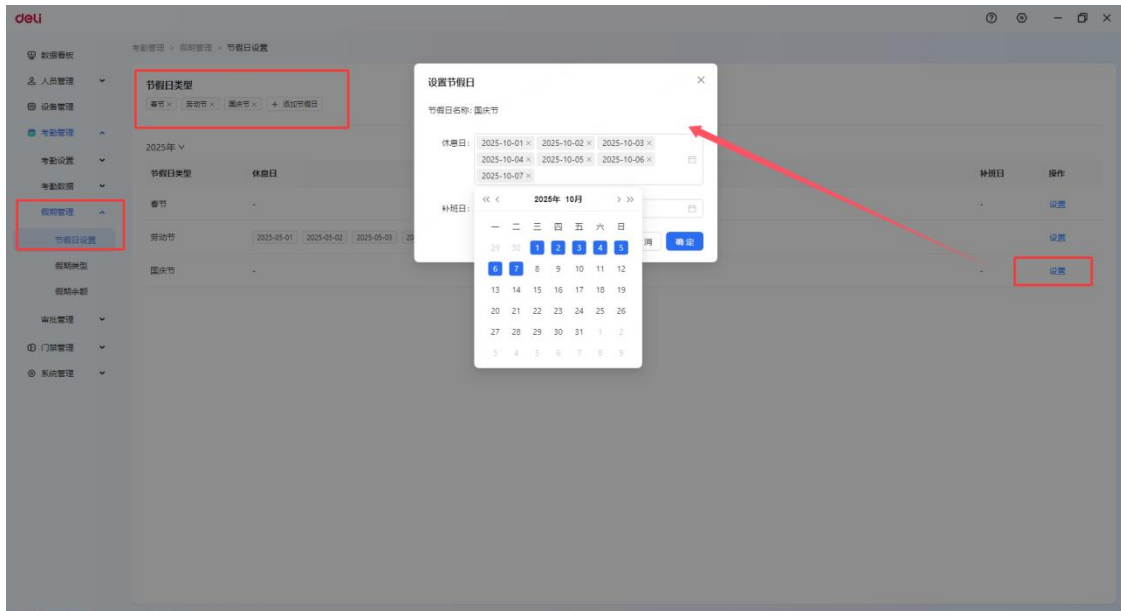 deli
数据看板
人员管理
设备管理
考勤管理
考勤设置
考勤数据
假期管理
节假日设置
假期类型
假期余额
审批管理
门禁管理
系统管理
考勤管理 > 假期管理 > 节假日设置
节假日类型
春节 × 劳动节 × 国庆节 × + 添加节假日
2025年
节假日类型 休息日 补班日 操作
春节 - - 设置
劳动节 2025-05-01 2025-05-02 2025-05-03 20 设置
国庆节 - - 设置
设置节假日 ×
节假日名称: 国庆节
休息日: 2025-10-01 × 2025-10-02 × 2025-10-03 ×
2025-10-04 × 2025-10-05 × 2025-10-06 ×
2025-10-07 ×
补班日:
消 确定
<< < 2025年 10月 > >>
一 二 三 四 五 六 日
29 30 1 2 3 4 5
6 7 8 9 10 11 12
13 14 15 16 17 18 19
20 21 22 23 24 25 26
27 28 29 30 31 1 2
3 4 5 6 7 8 9